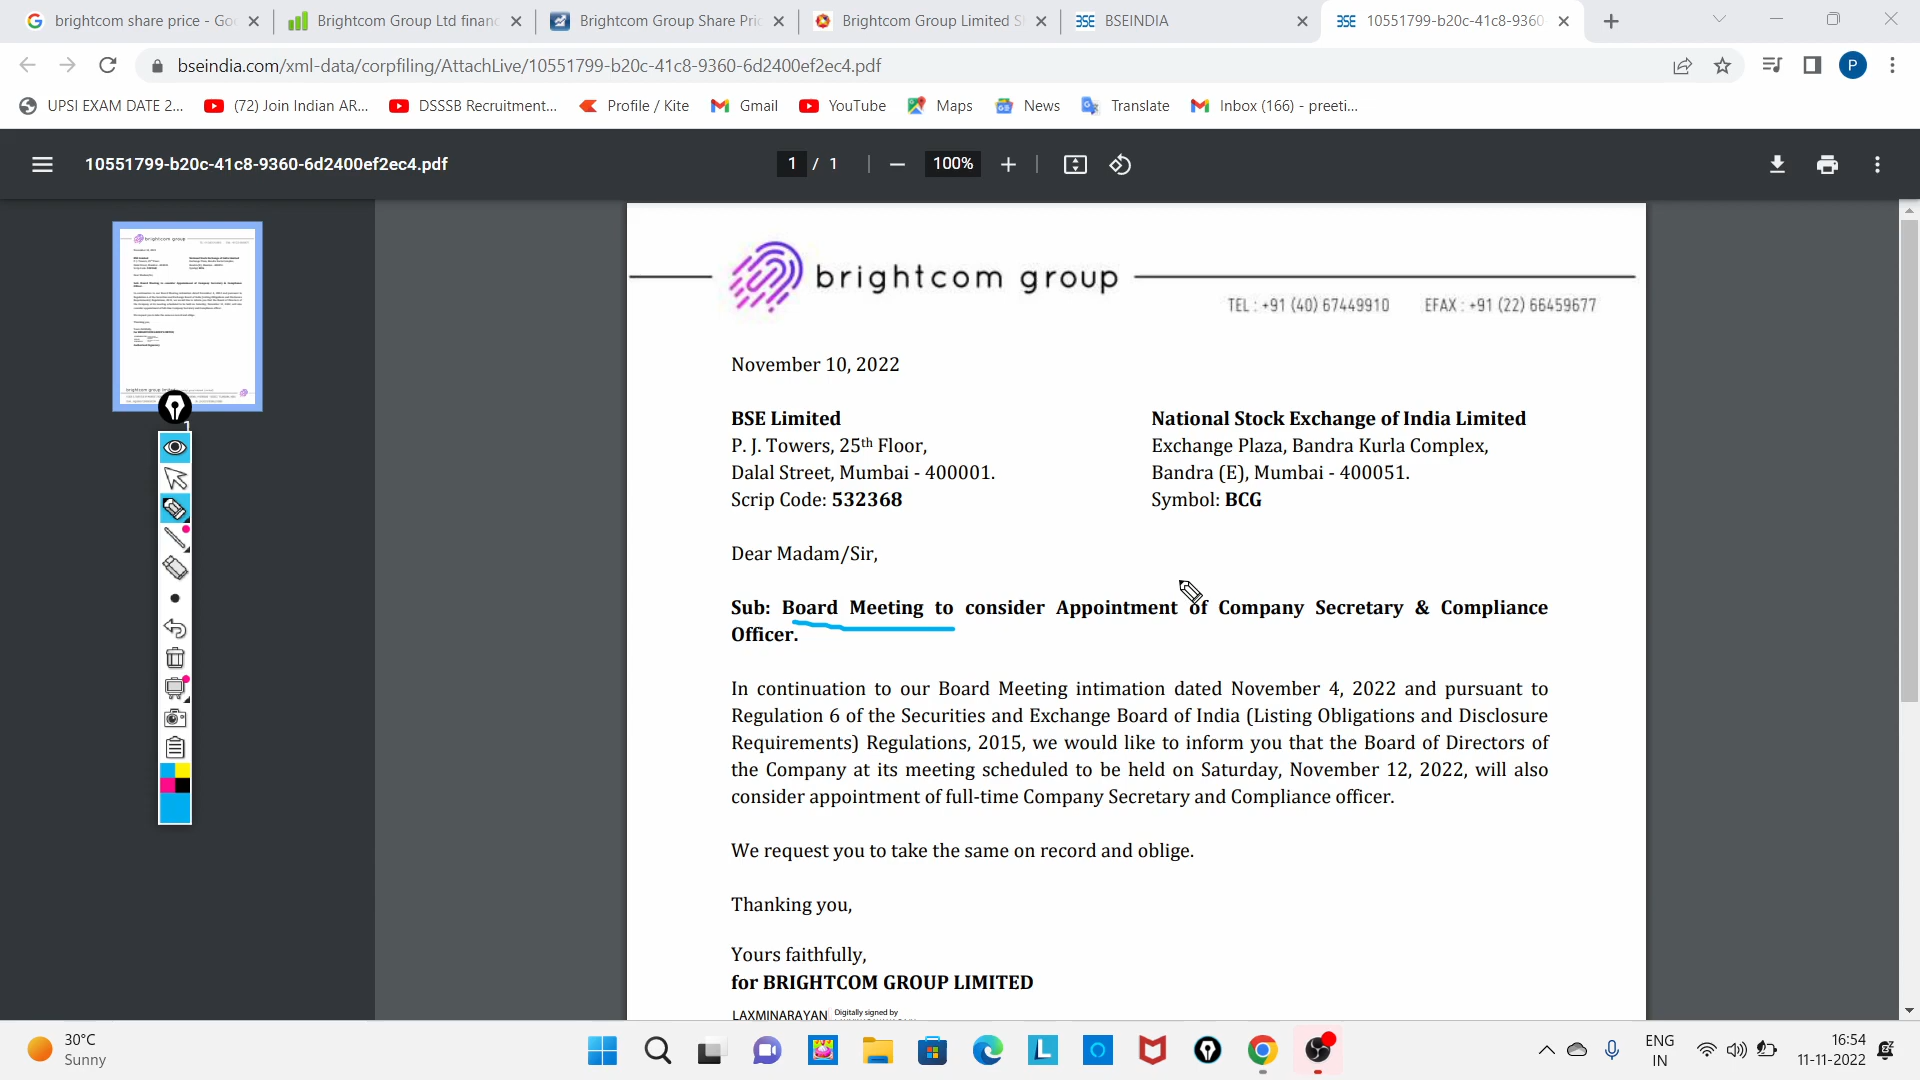 brightcom share price - Go
Brightcom Group Ltd financ
Brightcom Group Share Pric
Brightcom Group Limited S
BSEINDIA
10551799-b20c-41c8-9360-
bseindia.com/xml-data/corpfiling/AttachLive/10551799-b20c-41c8-9360-6d2400ef2ec4.pdf
P
UPSI EXAM DATE 2...
(72) Join Indian AR...
DSSSB Recruitment...
Profile / Kite
Gmail
YouTube
Maps
News
Translate
Inbox (166) - preeti...
10551799-b20c-41c8-9360-6d2400ef2ec4.pdf
1 / 1
100%
1
brightcom group
TEL : +91 (40) 67449910 EFAX : +91 (22) 66459677
November 10, 2022
BSE Limited
P. J. Towers, 25th Floor,
Dalal Street, Mumbai - 400001.
Scrip Code: 532368
National Stock Exchange of India Limited
Exchange Plaza, Bandra Kurla Complex,
Bandra (E), Mumbai - 400051.
Symbol: BCG
Dear Madam/Sir,
Sub: Board Meeting to consider Appointment of Company Secretary & Compliance
Officer.
In continuation to our Board Meeting intimation dated November 4, 2022 and pursuant to
Regulation 6 of the Securities and Exchange Board of India (Listing Obligations and Disclosure
Requirements) Regulations, 2015, we would like to inform you that the Board of Directors of
the Company at its meeting scheduled to be held on Saturday, November 12, 2022, will also
consider appointment of full-time Company Secretary and Compliance officer.
We request you to take the same on record and oblige.
Thanking you,
Yours faithfully,
for BRIGHTCOM GROUP LIMITED
LAXMINARAYAN
Digitally signed by
30°C
Sunny
ENG
IN
16:54
11-11-2022